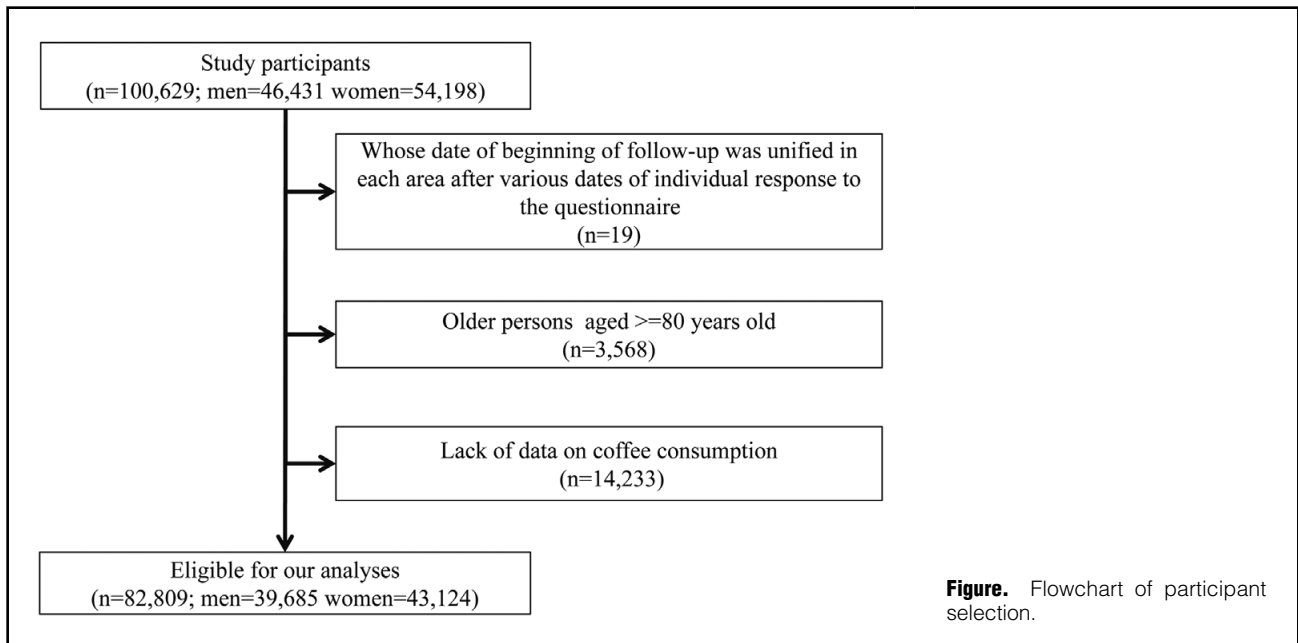 Study participants
(n=100,629; men=46,431 women=54,198)
Whose date of beginning of follow-up was unified in
each area after various dates of individual response to
the questionnaire
(n=19)
Older persons aged >=80 years old
(n=3,568)
Lack of data on coffee consumption
(n=14,233)
Eligible for our analyses
(n=82,809; men=39,685 women=43,124)
Figure. Flowchart of participant
selection.